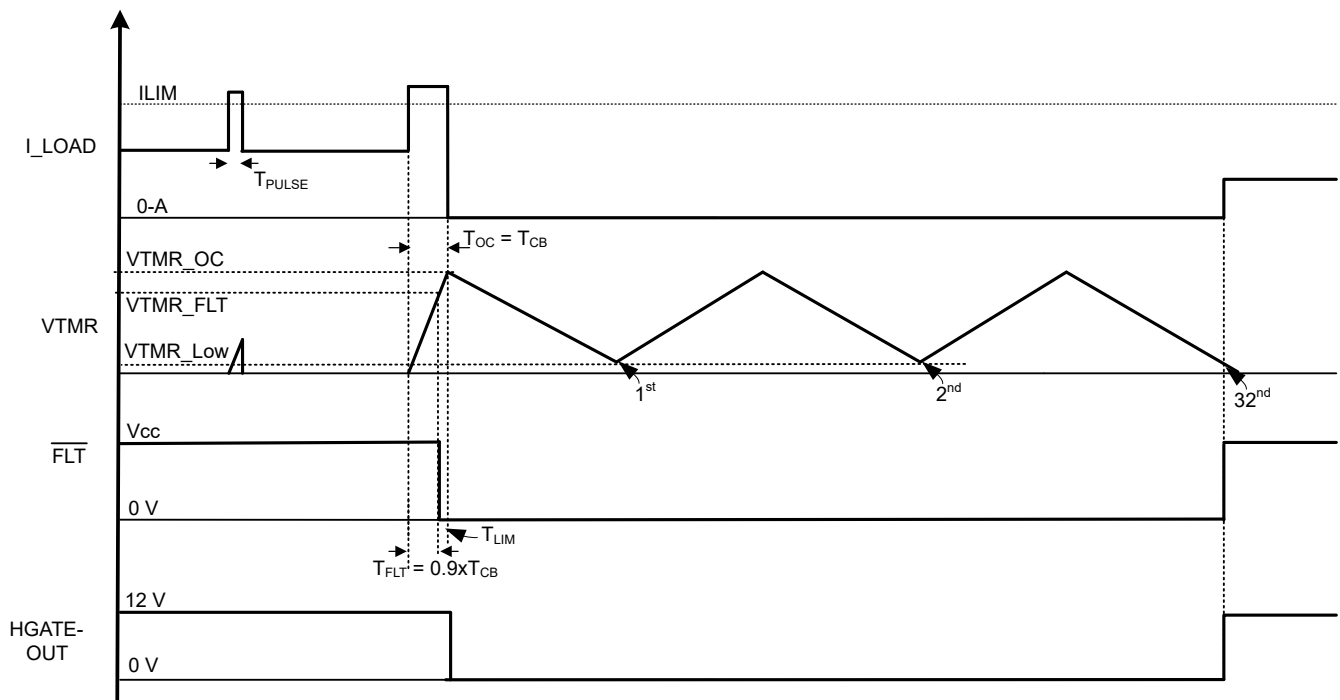 ILIM
I_LOAD
TPULSE
0-A
TOC = TCB
VTMR_OC
VTMR_FLT
VTMR
VTMR_Low
1st
2nd
32nd
Vcc
FLT
0 V
TLIM
TFLT = 0.9xTCB
12 V
HGATE-
OUT
0 V